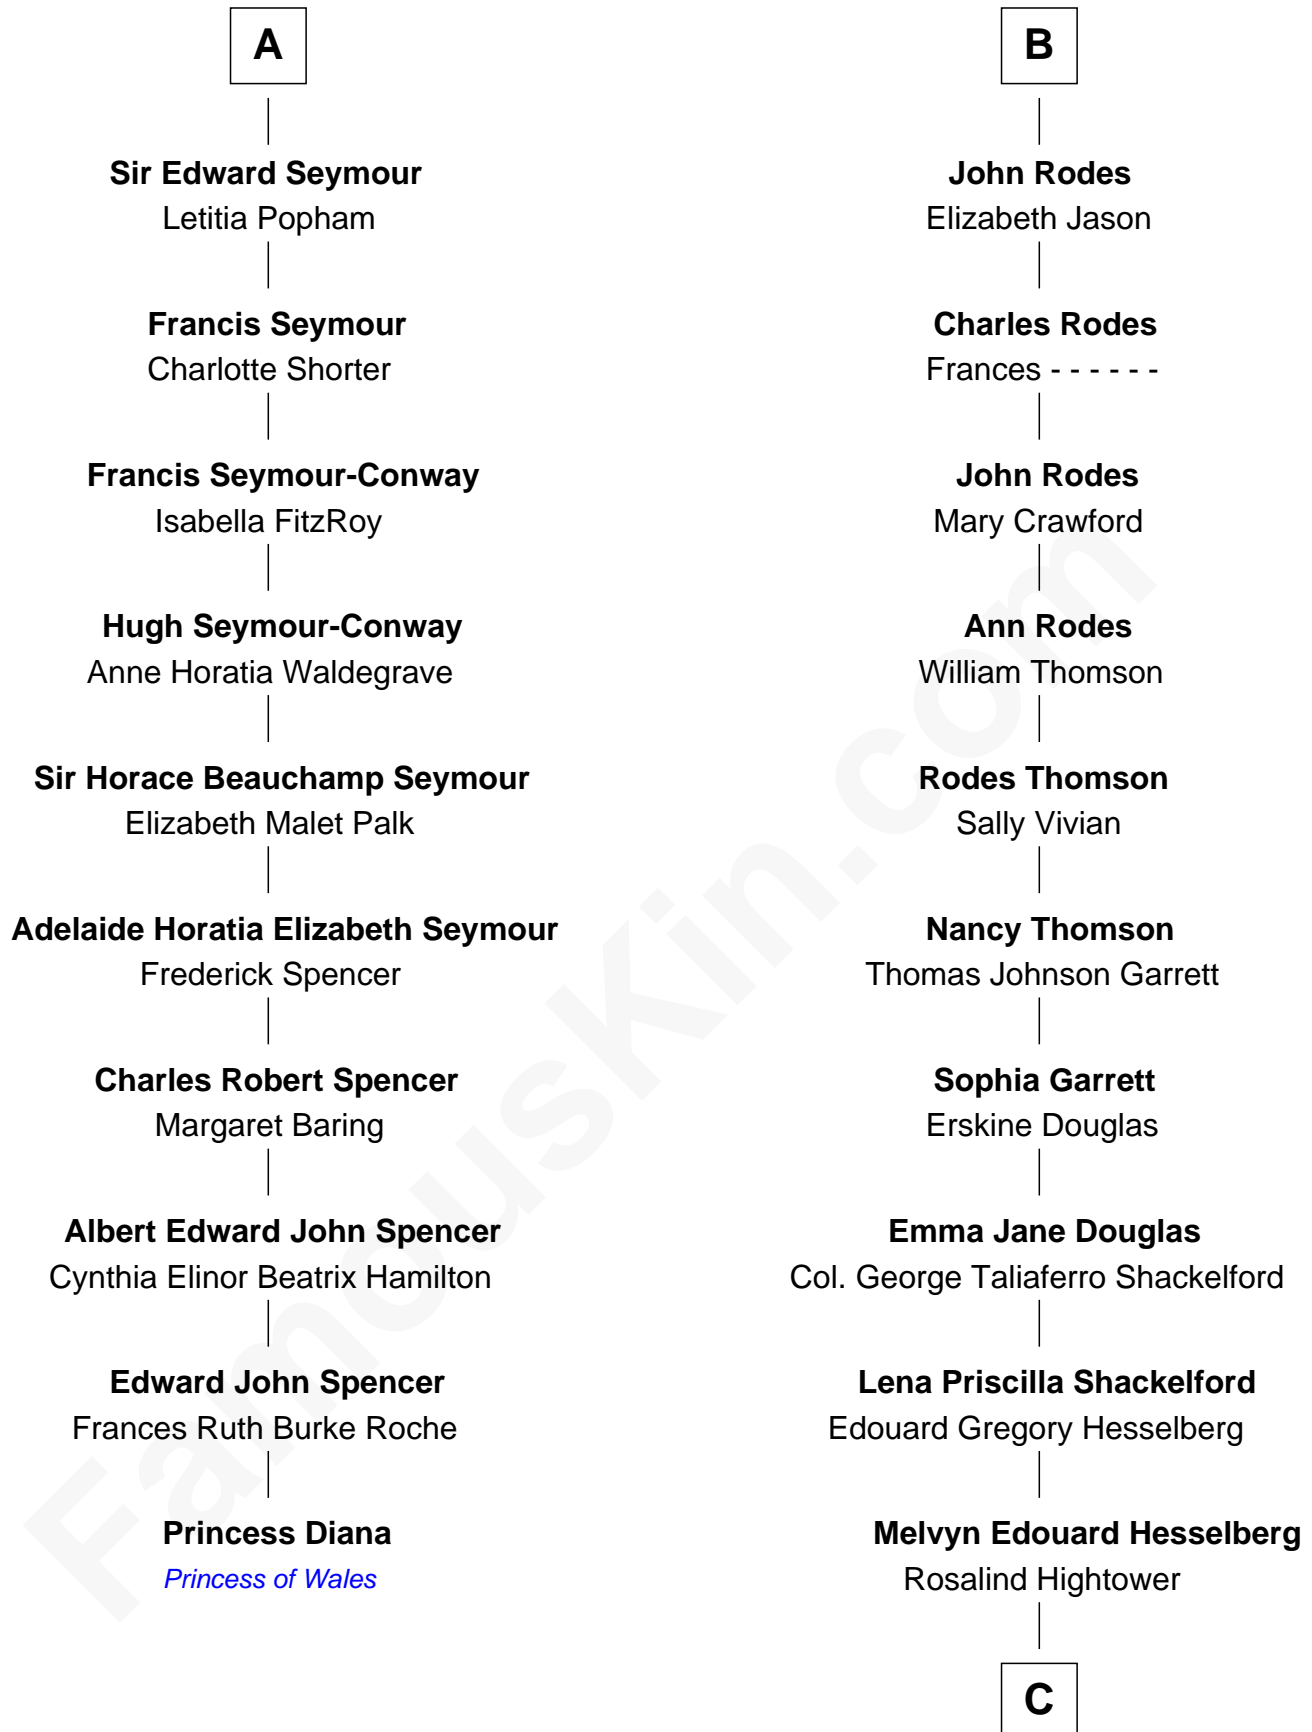 A
Sir Edward Seymour
Letitia Popham
Francis Seymour
Charlotte Shorter
Francis Seymour-Conway
Isabella FitzRoy
Hugh Seymour-Conway
Anne Horatia Waldegrave
Sir Horace Beauchamp Seymour
Elizabeth Malet Palk
Adelaide Horatia Elizabeth Seymour
Frederick Spencer
Charles Robert Spencer
Margaret Baring
Albert Edward John Spencer
Cynthia Elinor Beatrix Hamilton
Edward John Spencer
Frances Ruth Burke Roche
Princess Diana
Princess of Wales
B
John Rodes
Elizabeth Jason
Charles Rodes
Frances - - - - - -
John Rodes
Mary Crawford
Ann Rodes
William Thomson
Rodes Thomson
Sally Vivian
Nancy Thomson
Thomas Johnson Garrett
Sophia Garrett
Erskine Douglas
Emma Jane Douglas
Col. George Taliaferro Shackelford
Lena Priscilla Shackelford
Edouard Gregory Hesselberg
Melvyn Edouard Hesselberg
Rosalind Hightower
C
FamousKin.com